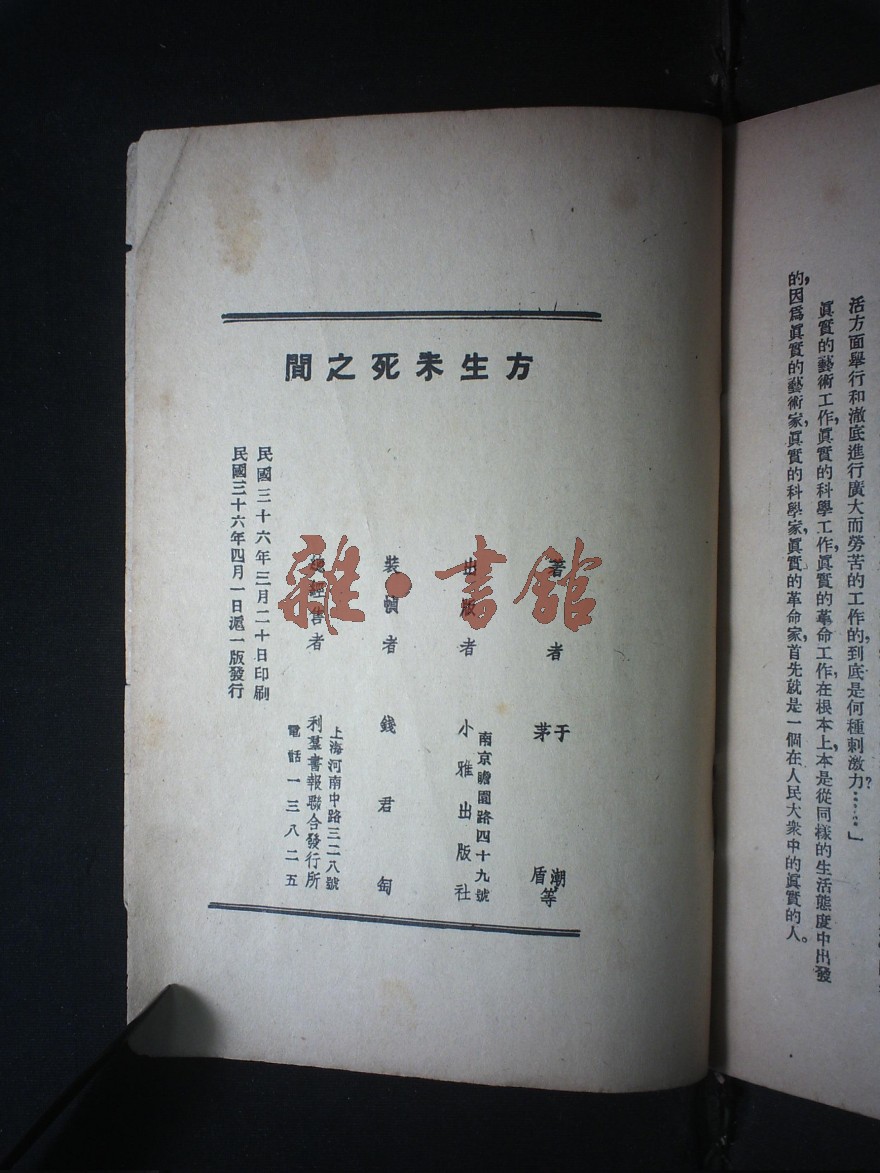 活方面舉行和澈底進行廣大而勞苦的工作的，到底是何種刺激力？……」
眞實的藝術工作，眞實的科學工作，眞實的革命工作，在根本上，本是從同樣的生活態度中出發
的，因爲眞實的藝術家，眞實的科學家，眞實的革命家，首先就是一個在人民大衆中的眞實的人。
方生未死之間
著者 于潮
茅盾等
南京瞻園路四十九號
出版者 小雅出版社
裝幀者 錢君匋
上海河南中路三二八號
總經售者 利羣書報聯合發行所
電話一三八二五
民國三十六年三月二十日印刷
民國三十六年四月一日滬一版發行
雜·書館